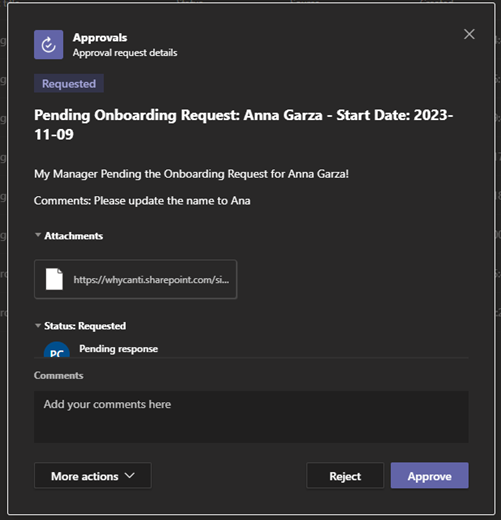 Approvals
Approval request details
Requested
Pending Onboarding Request: Anna Garza - Start Date: 2023-
11-09
My Manager Pending the Onboarding Request for Anna Garza!
Comments: Please update the name to Ana
Attachments
https://whycanti.sharepoint.com/si...
Status: Requested
PC
Pending response
Comments
Add your comments here
More actions
Reject
Approve